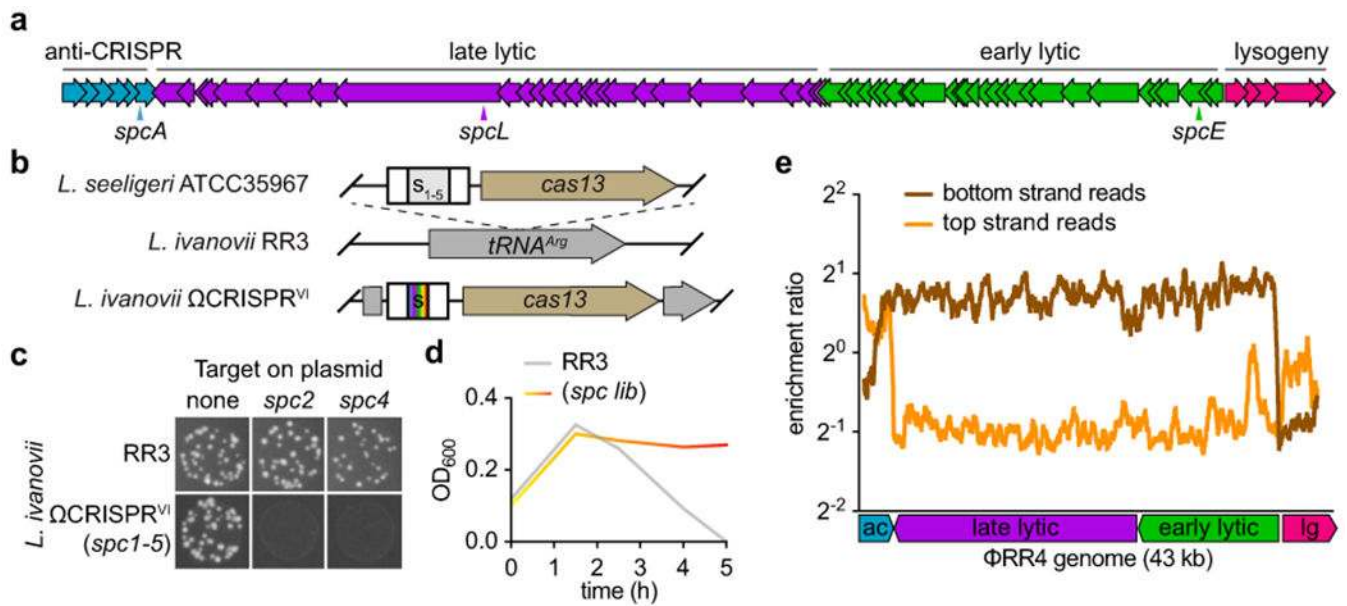 a
anti-CRISPR late lytic early lytic lysogeny
spcA spcL spcE
b
L. seeligeri ATCC35967 S1-5 cas13
L. ivanovii RR3 tRNAArg
L. ivanovii ΩCRISPRVI s cas13
c
Target on plasmid
none spc2 spc4
L. ivanovii
RR3
ΩCRISPRVI
(spc1-5)
d
RR3
(spc lib)
OD600
0.4
0.2
0.0
0 1 2 3 4 5
time (h)
e
bottom strand reads
top strand reads
enrichment ratio
2²
2¹
2⁰
2⁻¹
2⁻²
ac late lytic early lytic lg
ΦRR4 genome (43 kb)